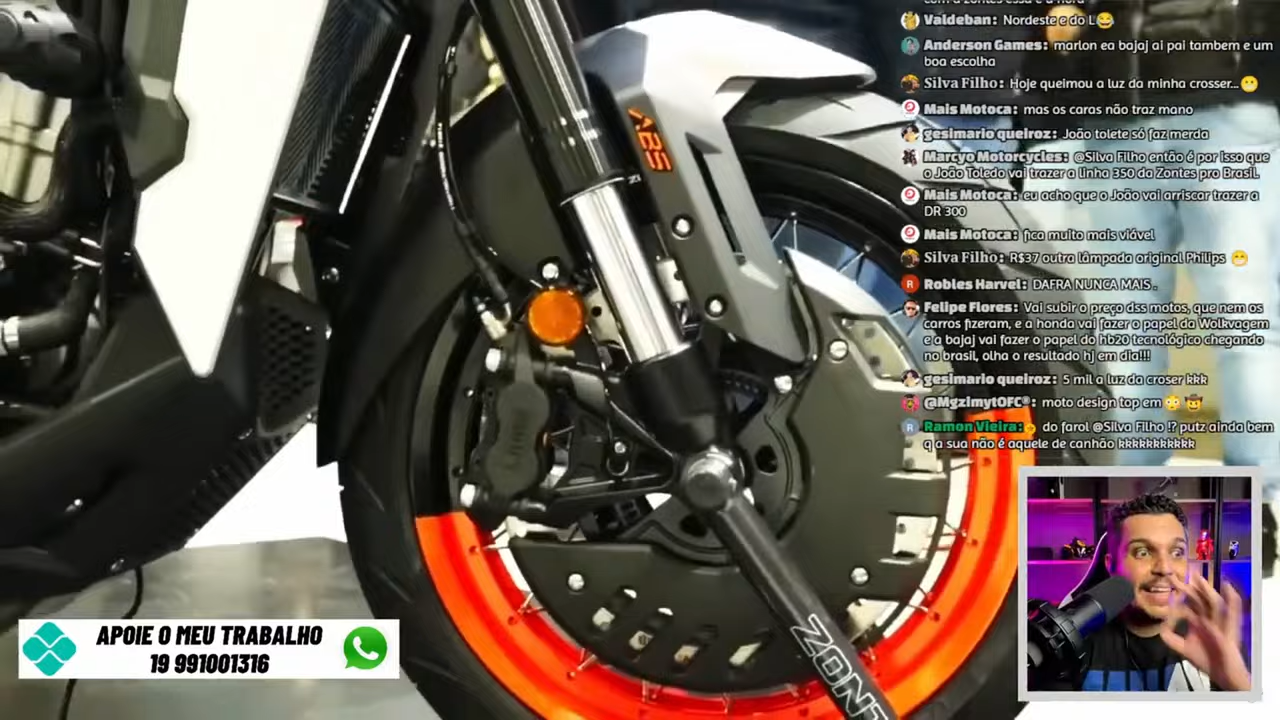 Valdeban: Nordeste e do L😂
Anderson Games: marlon ea bajaj ai pai tambem e um
boa escolha
Silva Filho: Hoje queimou a luz da minha crosser...😬
Mais Motoca: mas os caras não traz mano
gesimario queiroz: João tolete só faz merda
Marcyo Motorcycles: @Silva Filho então é por isso que
o João Toledo vai trazer a linha 350 da Zontes pro Brasil.
Mais Motoca: eu acho que o João vai arriscar trazer a
DR 300
Mais Motoca: fica muito mais viável
Silva Filho: R$37 outra lâmpada original Philips 😁
R Robles Harvel: DAFRA NUNCA MAIS .
Felipe Flores: Vai subir o preço dss motos, que nem os
carros fizeram, e a honda vai fazer o papel da Wolkvagem
e a bajaj vai fazer o papel do hb20 tecnológico chegando
no brasil, olha o resultado hj em dia!!!
gesimario queiroz: 5 mil a luz da croser kkk
@MgzimytOFC®: moto design top em😳🤠
R Ramon Vieira: do farol @Silva Filho !? putz ainda bem
q a sua não é aquele de canhão kkkkkkkkkkk
ABS
ZONT
APOIE O MEU TRABALHO
19 991001316